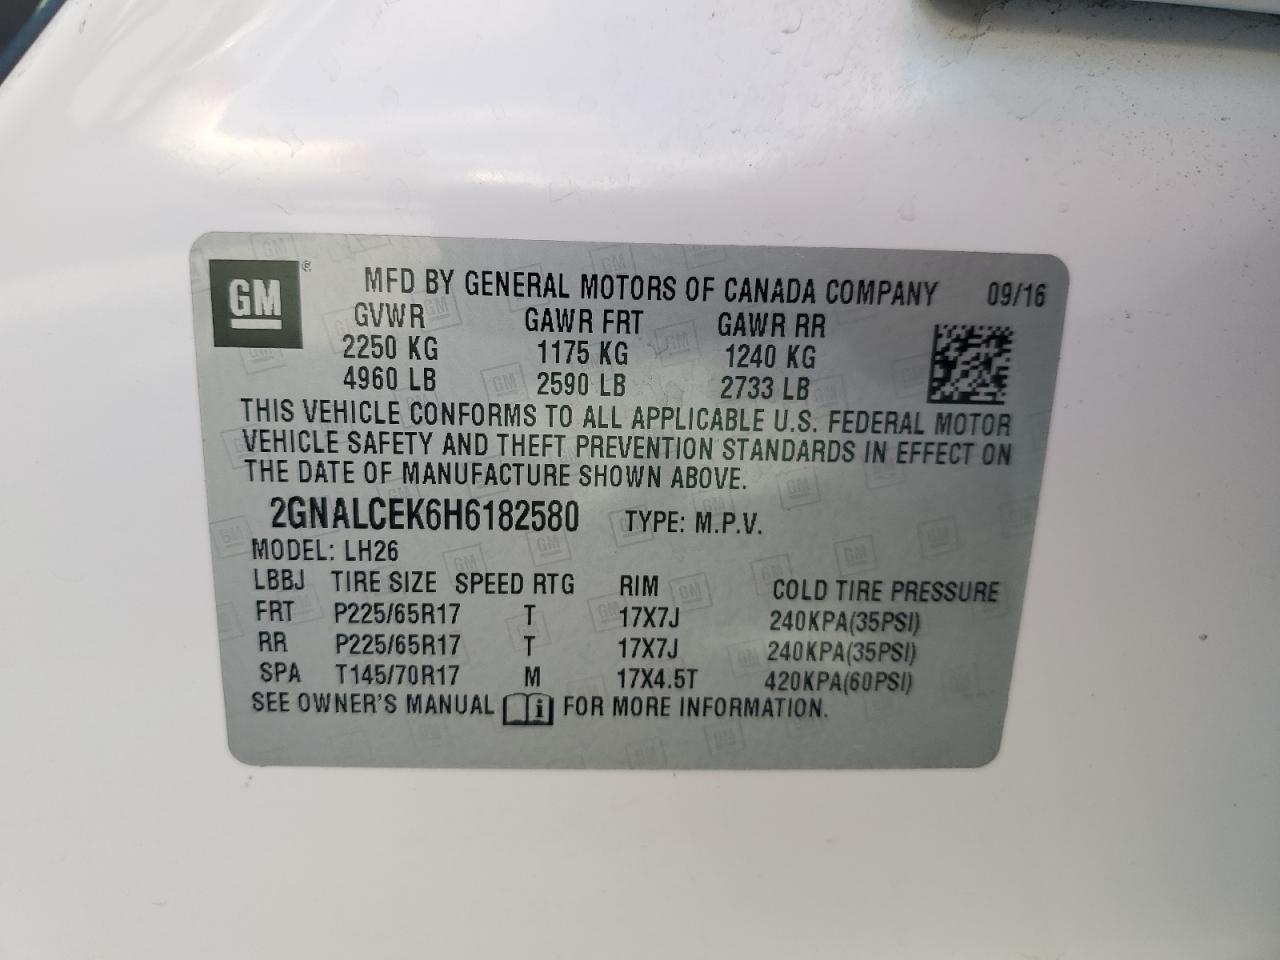 GM ® MFD BY GENERAL MOTORS OF CANADA COMPANY 09/16
GVWR GAWR FRT GAWR RR
2250 KG 1175 KG 1240 KG
4960 LB 2590 LB 2733 LB
THIS VEHICLE CONFORMS TO ALL APPLICABLE U.S. FEDERAL MOTOR
VEHICLE SAFETY AND THEFT PREVENTION STANDARDS IN EFFECT ON
THE DATE OF MANUFACTURE SHOWN ABOVE.
2GNALCEK6H6182580 TYPE: M.P.V.
MODEL: LH26
LBBJ TIRE SIZE SPEED RTG RIM COLD TIRE PRESSURE
FRT P225/65R17 T 17X7J 240KPA(35PSI)
RR P225/65R17 T 17X7J 240KPA(35PSI)
SPA T145/70R17 M 17X4.5T 420KPA(60PSI)
SEE OWNER'S MANUAL i FOR MORE INFORMATION.